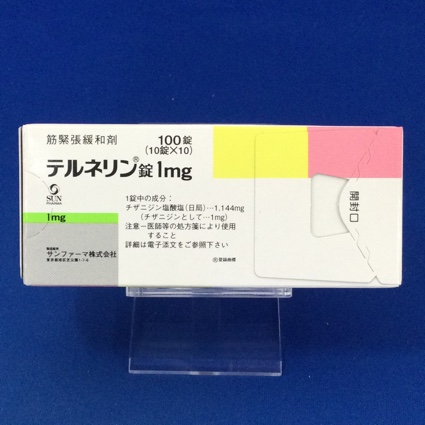 筋緊張緩和剤
100錠
(10錠×10)
テルネリン®錠1mg
SUN
PHARMA
1mg
1錠中の成分：
チザニジン塩酸塩(日局)…1.144mg
(チザニジンとして…1mg)
注意－医師等の処方箋により使用
すること
詳細は電子添文をご参照下さい
サンファーマ株式会社
開封口